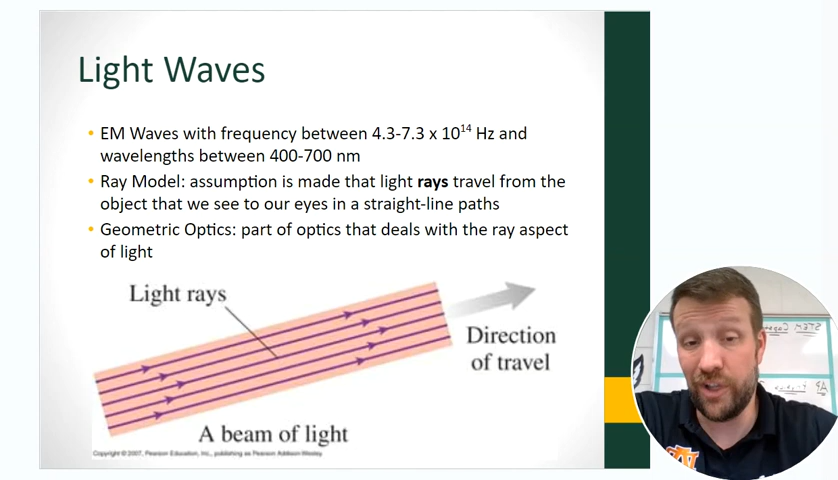 Light Waves
• EM Waves with frequency between 4.3-7.3 x 10¹⁴ Hz and
wavelengths between 400-700 nm
• Ray Model: assumption is made that light rays travel from the
object that we see to our eyes in a straight-line paths
• Geometric Optics: part of optics that deals with the ray aspect
of light
Light rays
Direction
of travel
A beam of light
Copyright © 2007, Pearson Education, Inc., publishing as Pearson Addison-Wesley